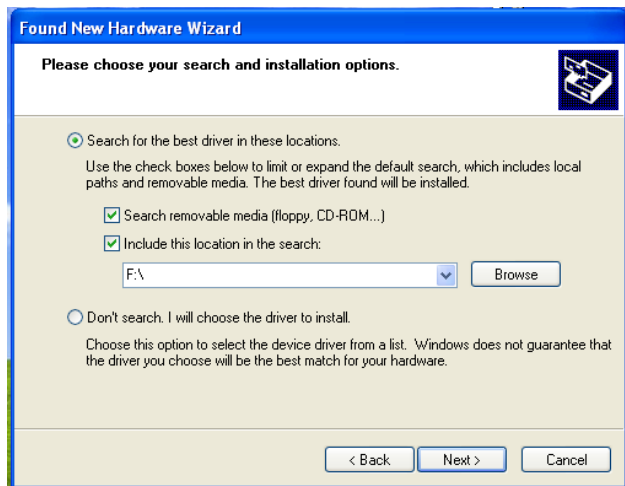 Found New Hardware Wizard
Please choose your search and installation options.
Search for the best driver in these locations.
Use the check boxes below to limit or expand the default search, which includes local
paths and removable media. The best driver found will be installed.
Search removable media (floppy, CD-ROM...)
Include this location in the search:
F:\
Browse
Don't search. I will choose the driver to install.
Choose this option to select the device driver from a list. Windows does not guarantee that
the driver you choose will be the best match for your hardware.
< Back
Next >
Cancel